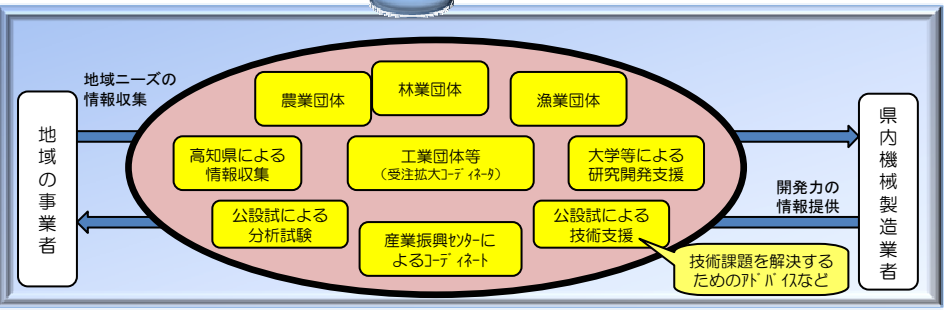 地域ニーズの
情報収集
地域の事業者
農業団体
林業団体
漁業団体
高知県による
情報収集
工業団体等
（受注拡大ｺｰﾃﾞｨﾈｰﾀ）
大学等による
研究開発支援
公設試による
分析試験
産業振興ｾﾝﾀｰに
よるｺｰﾃﾞｨﾈｰﾄ
公設試による
技術支援
技術課題を解決する
ためのｱﾄﾞﾊﾞｲｽなど
開発力の
情報提供
県内機械製造業者